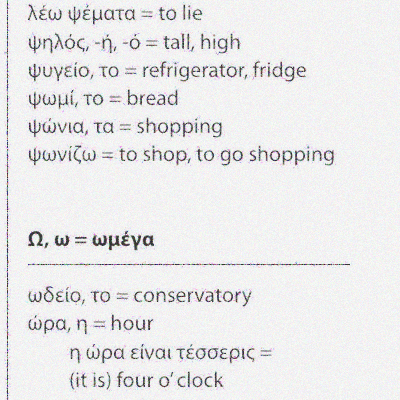 λέω ψέματα = to lie
ψηλός, -ή, -ό = tall, high
ψυγείο, το = refrigerator, fridge
ψωμί, το = bread
ψώνια, τα = shopping
ψωνίζω = to shop, to go shopping
Ω, ω = ωμέγα
ωδείο, το = conservatory
ώρα, η = hour
η ώρα είναι τέσσερις =
(it is) four o’ clock